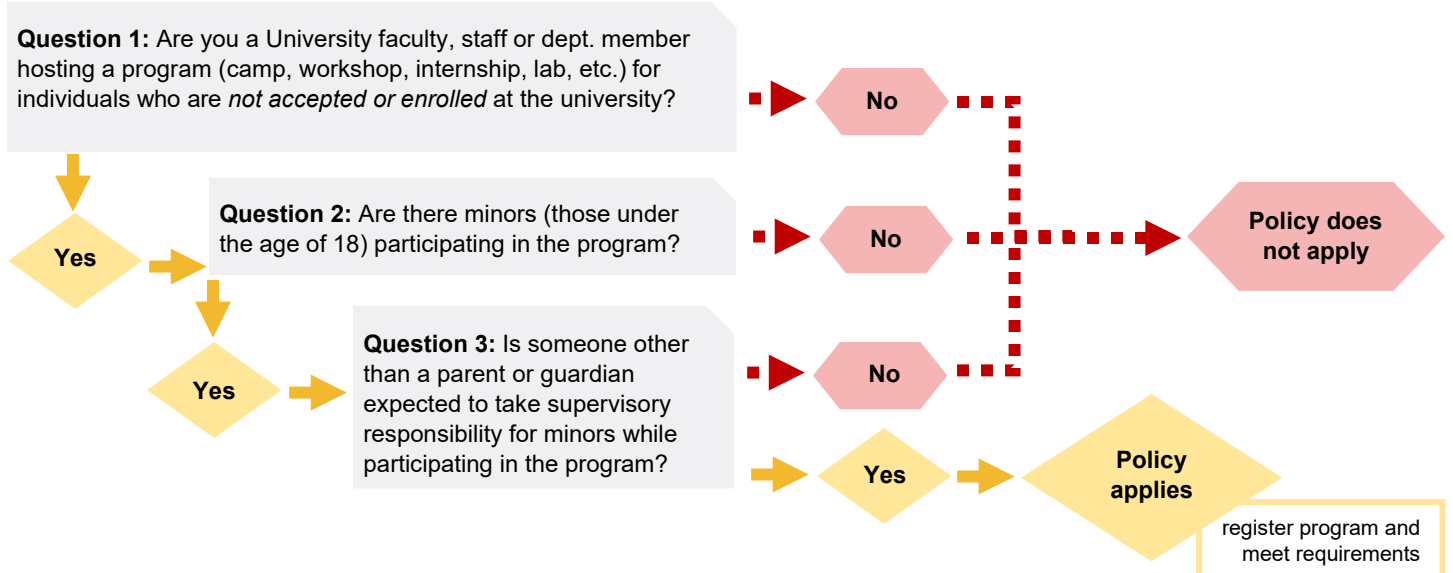 Question 1: Are you a University faculty, staff or dept. member
hosting a program (camp, workshop, internship, lab, etc.) for
individuals who are not accepted or enrolled at the university?
No
Yes
Question 2: Are there minors (those under
the age of 18) participating in the program?
No
Policy does
not apply
Yes
Question 3: Is someone other
than a parent or guardian
expected to take supervisory
responsibility for minors while
participating in the program?
No
Yes
Policy
applies
register program and
meet requirements